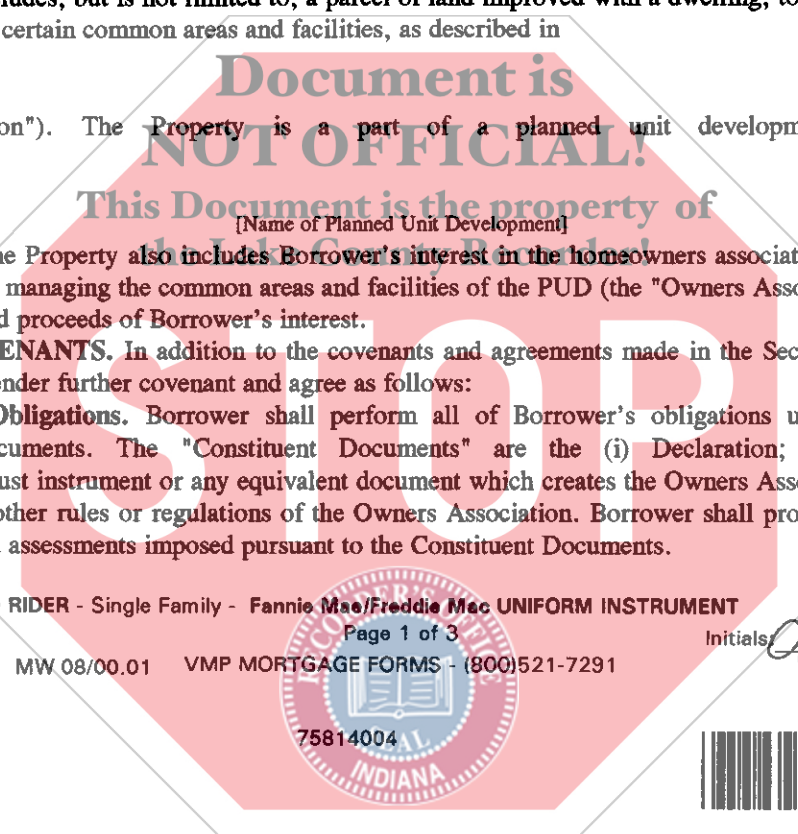 cludes, but is not limited to, a parcel of land improved with a dwelling, to
certain common areas and facilities, as described in
Document is
on"). The Property is a part of a planned unit developm
NOT OFFICIAL!
This Document is the property of
[Name of Planned Unit Development]
the Lake County Recorder!
he Property also includes Borrower's interest in the homeowners associat
managing the common areas and facilities of the PUD (the "Owners Asso
d proceeds of Borrower's interest.
STOP
ENANTS. In addition to the covenants and agreements made in the Sec
ender further covenant and agree as follows:
Obligations. Borrower shall perform all of Borrower's obligations u
cuments. The "Constituent Documents" are the (i) Declaration;
ust instrument or any equivalent document which creates the Owners Asso
other rules or regulations of the Owners Association. Borrower shall pro
assessments imposed pursuant to the Constituent Documents.
RIDER - Single Family - Fannie Mae/Freddie Mac UNIFORM INSTRUMENT
Page 1 of 3
Initials
MW 08/00.01 VMP MORTGAGE FORMS - (800)521-7291
RECORDER'S OFFICE
75814004
SEAL
INDIANA